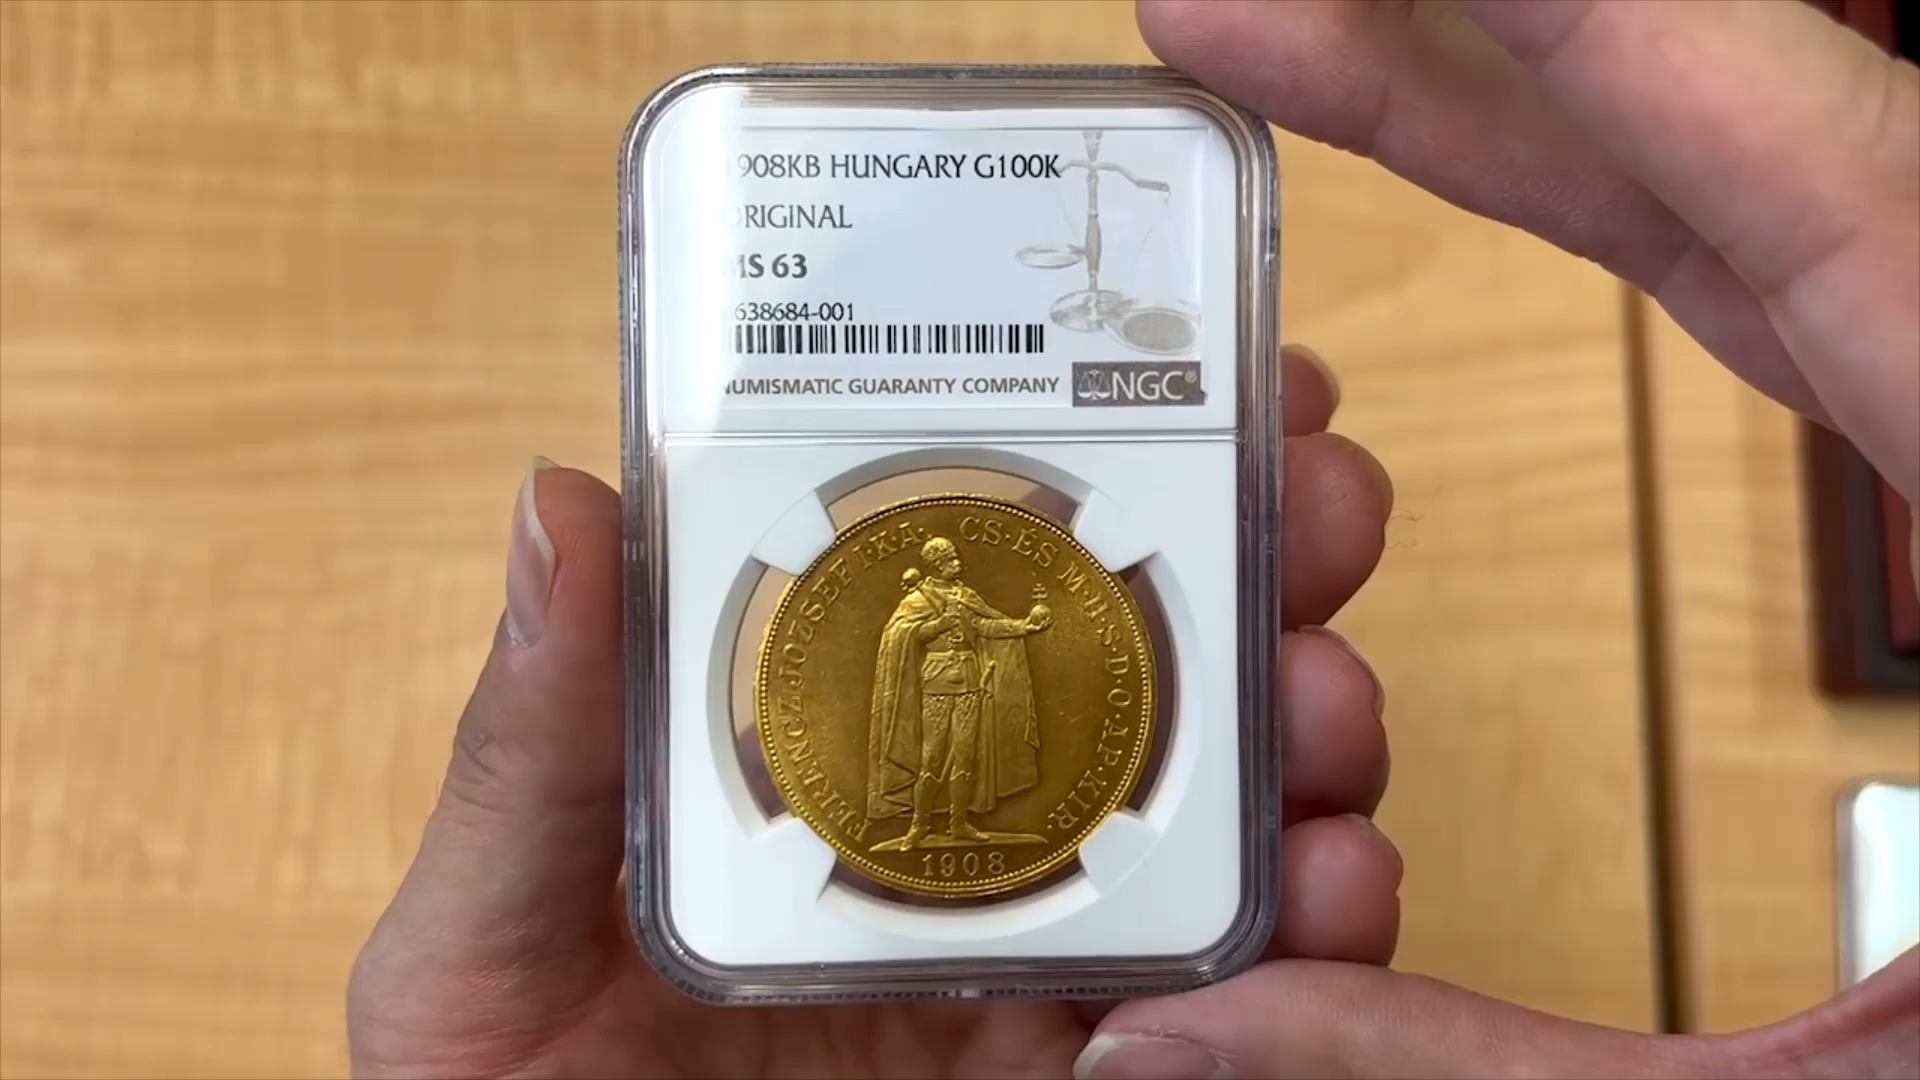 1908KB HUNGARY G100K
ORIGINAL
MS 63
638684-001
NUMISMATIC GUARANTY COMPANY
NGC®
FERENCZ JÓZSEF I·K·A· CS·ÉS M·H·S·D·O·AP·KIR·
1908